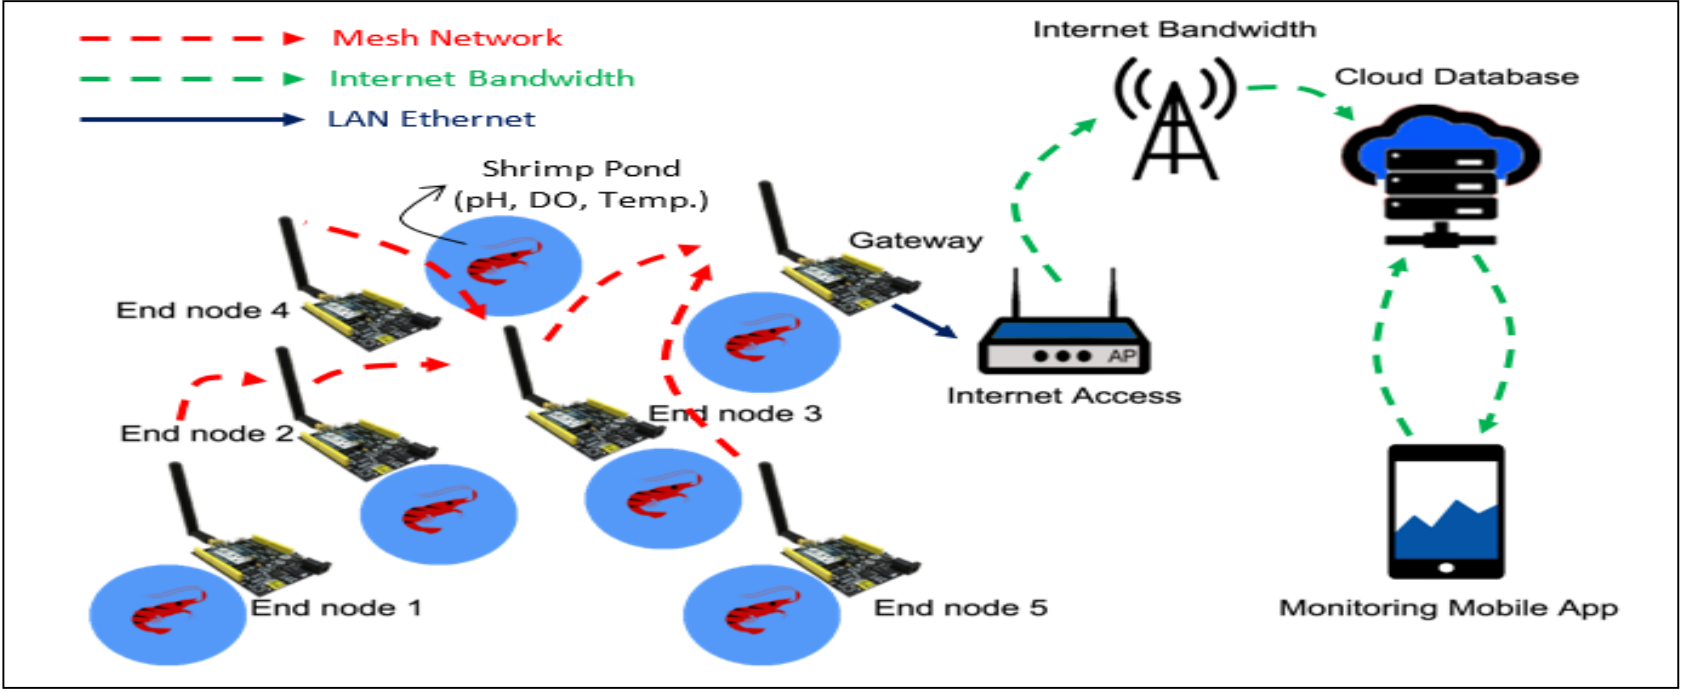 Mesh Network
Internet Bandwidth
LAN Ethernet
Internet Bandwidth
Cloud Database
Shrimp Pond
(pH, DO, Temp.)
Gateway
End node 4
AP
Internet Access
End node 3
End node 2
End node 1
End node 5
Monitoring Mobile App